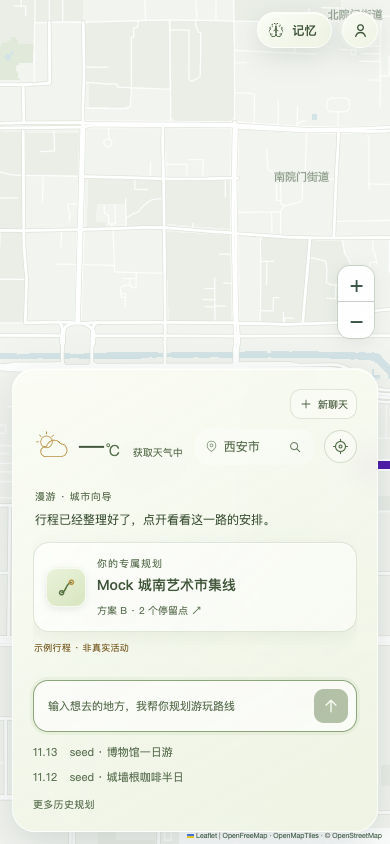 北院门街道
记忆
南院门街道
+
−
+ 新聊天
—°C 获取天气中 西安市
漫游 · 城市向导
行程已经整理好了，点开看看这一路的安排。
你的专属规划
Mock 城南艺术市集线
方案 B · 2 个停留点 ↗
示例行程 · 非真实活动
输入想去的地方，我帮你规划游玩路线
11.13 seed · 博物馆一日游
11.12 seed · 城墙根咖啡半日
更多历史规划
Leaflet | OpenFreeMap · OpenMapTiles · © OpenStreetMap